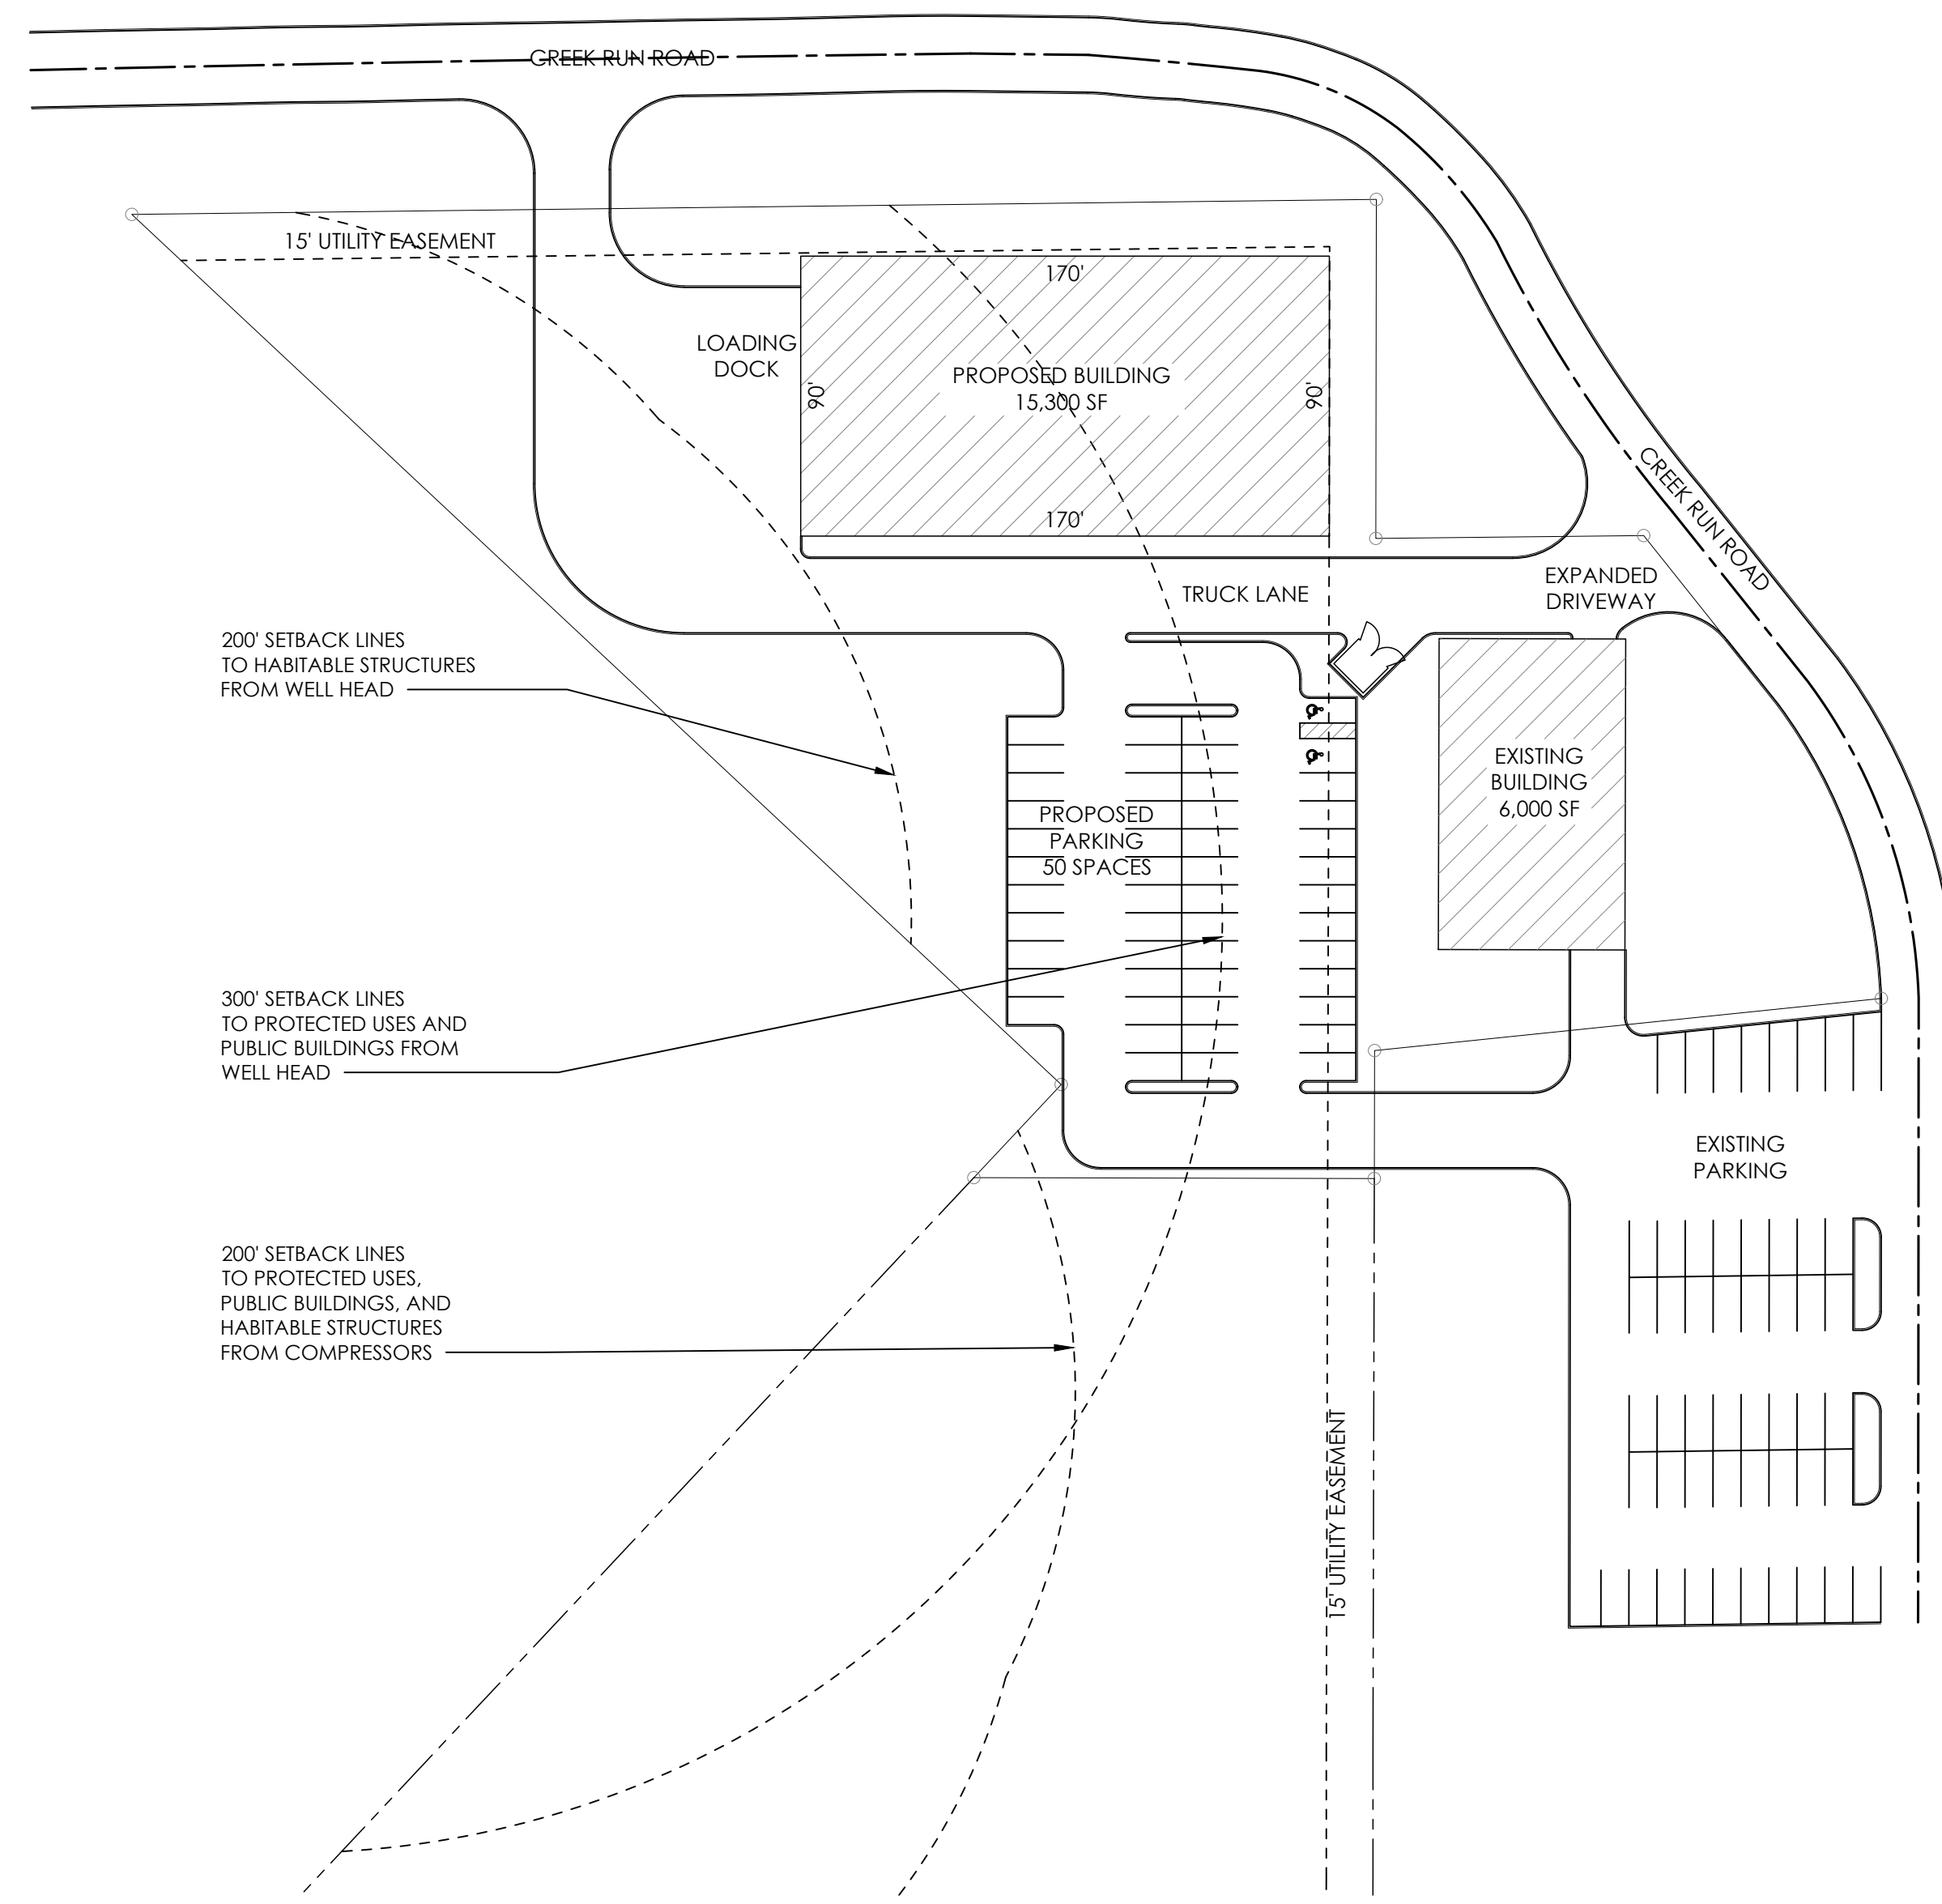 CREEK RUN ROAD
15' UTILITY EASEMENT
170'
LOADING
DOCK
90'
PROPOSED BUILDING
15,300 SF
90'
170'
CREEK RUN ROAD
TRUCK LANE
EXPANDED
DRIVEWAY
200' SETBACK LINES
TO HABITABLE STRUCTURES
FROM WELL HEAD
EXISTING
BUILDING
6,000 SF
PROPOSED
PARKING
50 SPACES
300' SETBACK LINES
TO PROTECTED USES AND
PUBLIC BUILDINGS FROM
WELL HEAD
EXISTING
PARKING
200' SETBACK LINES
TO PROTECTED USES,
PUBLIC BUILDINGS, AND
HABITABLE STRUCTURES
FROM COMPRESSORS
15' UTILITY EASEMENT